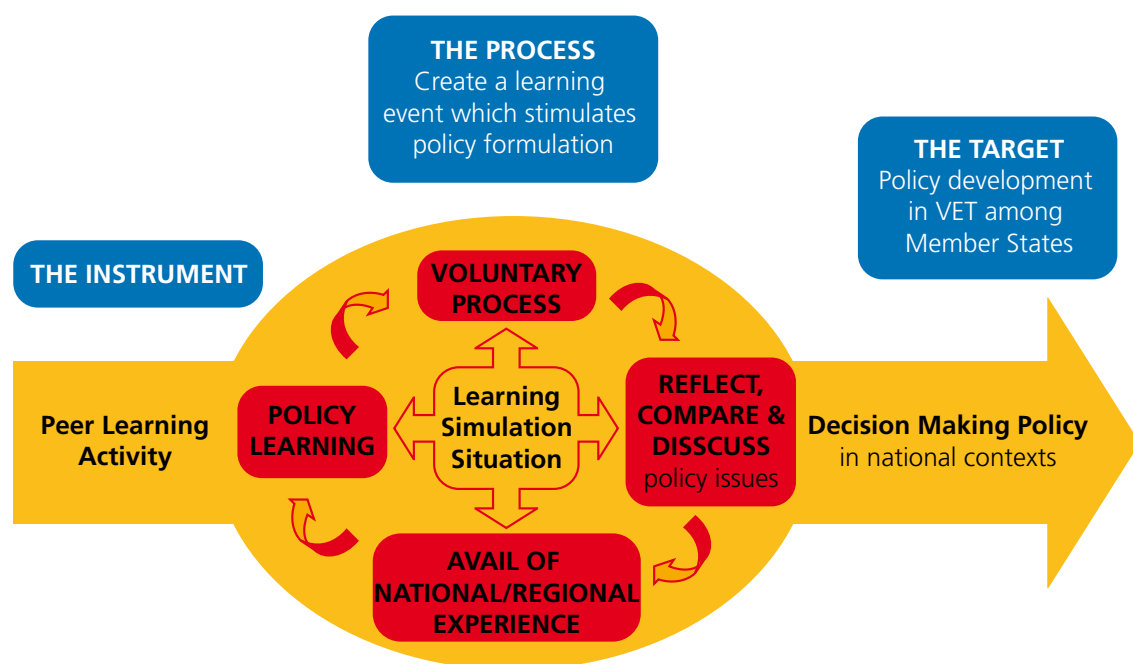 THE PROCESS
Create a learning
event which stimulates
policy formulation
THE TARGET
Policy development
in VET among
Member States
THE INSTRUMENT
VOLUNTARY
PROCESS
Peer Learning
Activity
POLICY
LEARNING
Learning
Simulation
Situation
REFLECT,
COMPARE &
DISSCUSS
policy issues
Decision Making Policy
in national contexts
AVAIL OF
NATIONAL/REGIONAL
EXPERIENCE